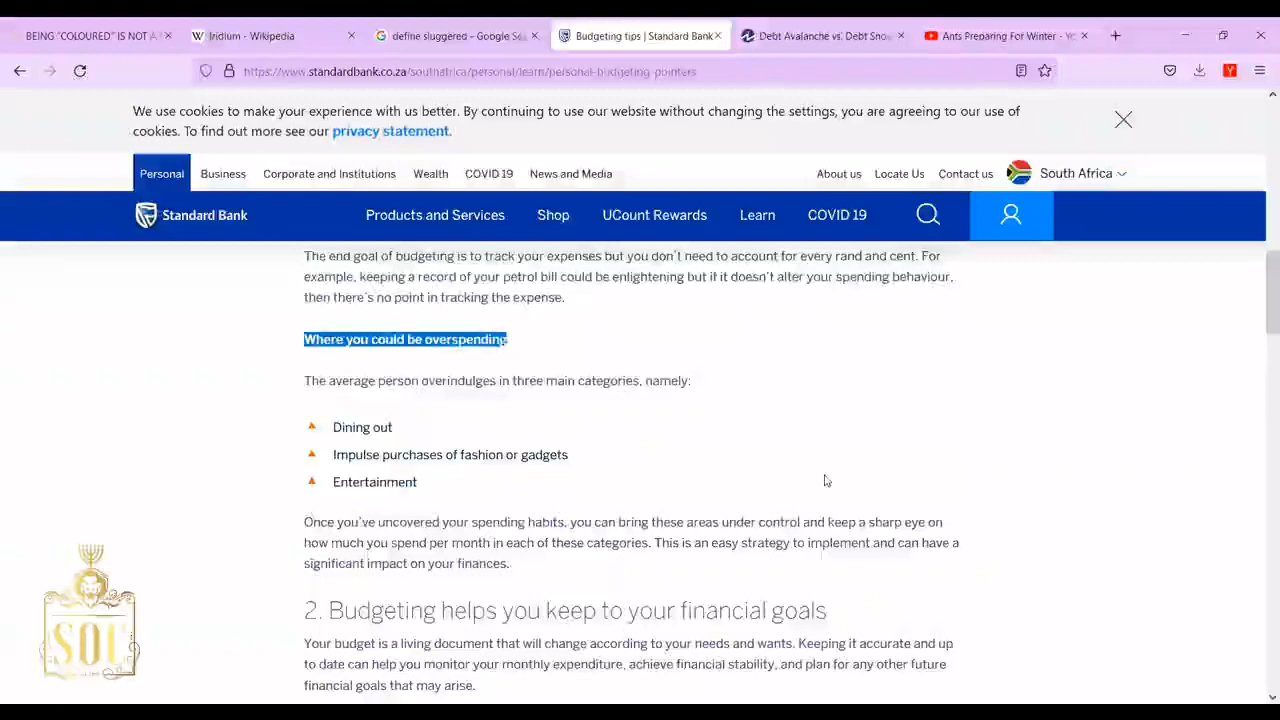 BEING "COLOURED" IS NOT A
Iridium - Wikipedia
define sluggered - Google Sea
Budgeting tips | Standard Bank
Debt Avalanche vs. Debt Snow
Ants Preparing For Winter - Yo
https://www.standardbank.co.za/southafrica/personal/learn/personal-budgeting-pointers
We use cookies to make your experience with us better. By continuing to use our website without changing the settings, you are agreeing to our use of
cookies. To find out more see our privacy statement.
Personal Business Corporate and Institutions Wealth COVID 19 News and Media About us Locate Us Contact us South Africa
Standard Bank Products and Services Shop UCount Rewards Learn COVID 19
The end goal of budgeting is to track your expenses but you don't need to account for every rand and cent. For
example, keeping a record of your petrol bill could be enlightening but if it doesn't alter your spending behaviour,
then there's no point in tracking the expense.
Where you could be overspending
The average person overindulges in three main categories, namely:
Dining out
Impulse purchases of fashion or gadgets
Entertainment
Once you've uncovered your spending habits, you can bring these areas under control and keep a sharp eye on
how much you spend per month in each of these categories. This is an easy strategy to implement and can have a
significant impact on your finances.
2. Budgeting helps you keep to your financial goals
Your budget is a living document that will change according to your needs and wants. Keeping it accurate and up
to date can help you monitor your monthly expenditure, achieve financial stability, and plan for any other future
financial goals that may arise.